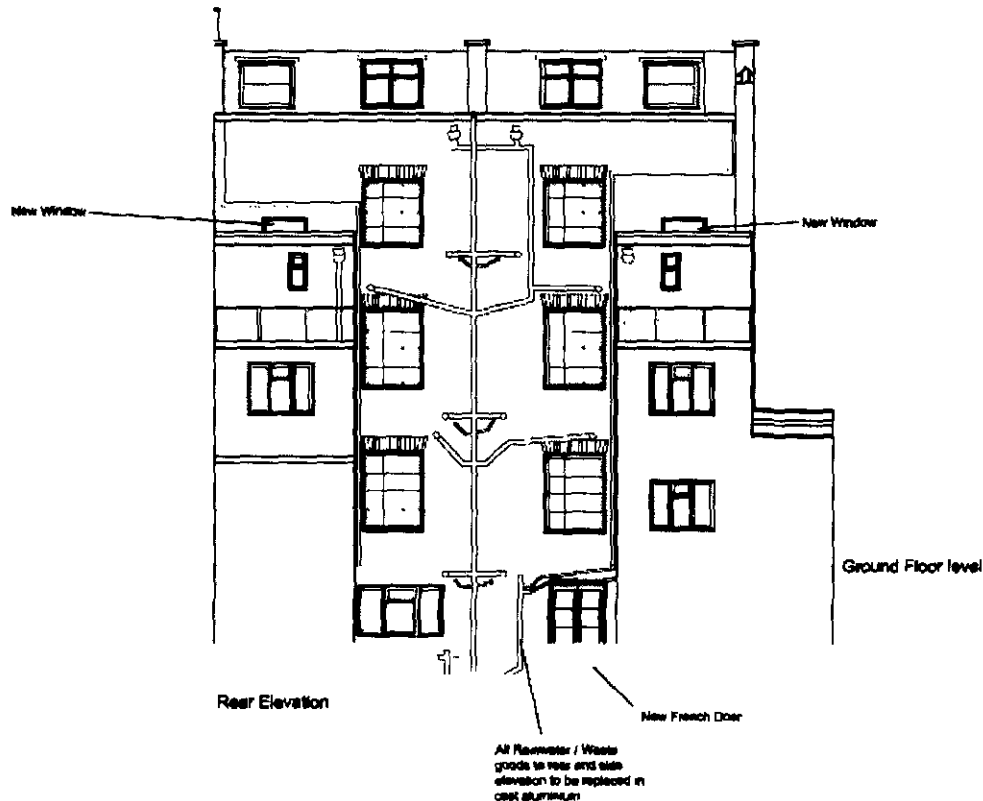 New Window
New Window
Ground Floor level
Rear Elevation
New French Door
All Rainwater / Waste
goods to rear and side
elevation to be replaced in
cast aluminium